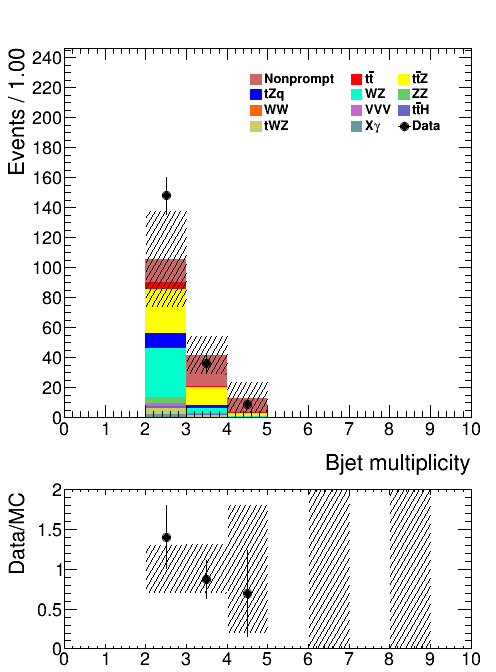 Events / 1.00
240
220
200
180
160
140
120
100
80
60
40
20
0
Nonprompt tt̄ tt̄Z
tZq WZ ZZ
WW VVV tt̄H
tWZ Xγ Data
0 1 2 3 4 5 6 7 8 9 10
Bjet multiplicity
Data/MC
2
1.5
1
0.5
0
0 1 2 3 4 5 6 7 8 9 10